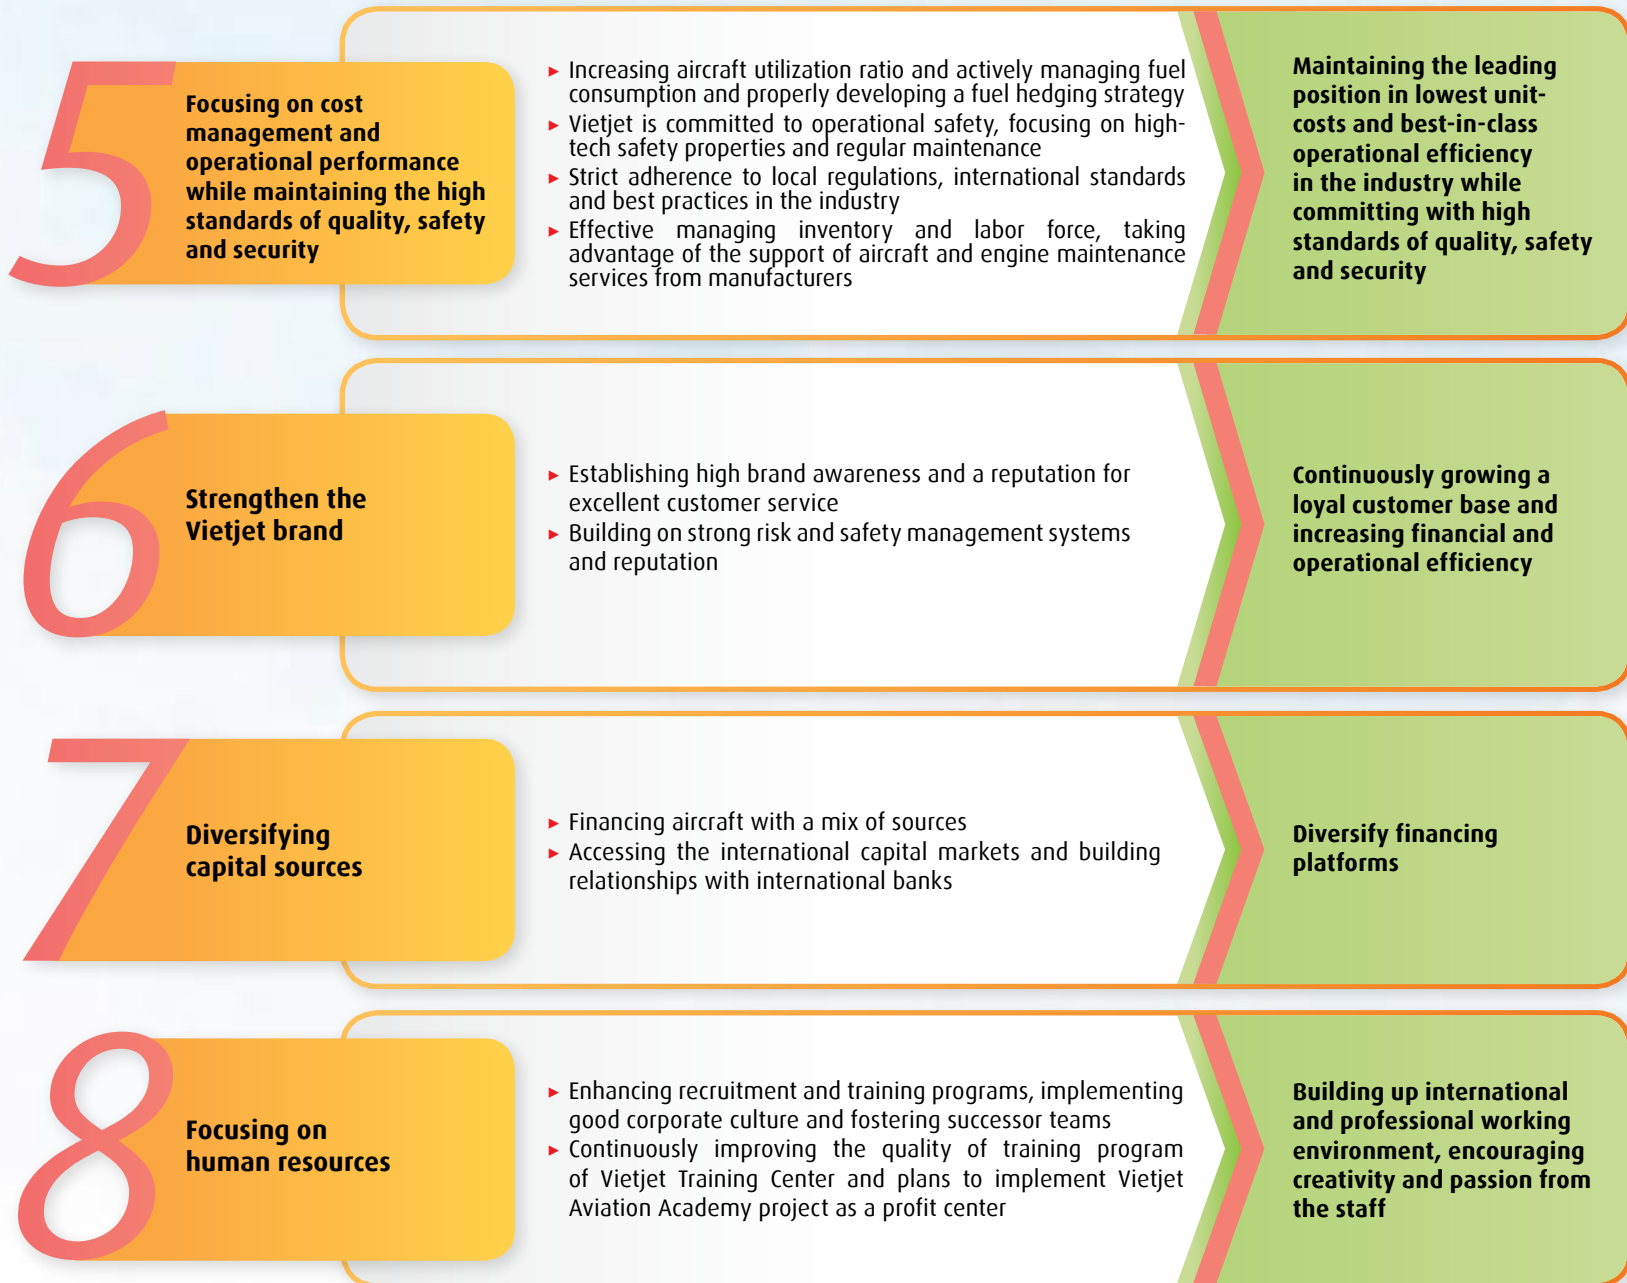 5
Focusing on cost
management and
operational performance
while maintaining the high
standards of quality, safety
and security
► Increasing aircraft utilization ratio and actively managing fuel
consumption and properly developing a fuel hedging strategy
► Vietjet is committed to operational safety, focusing on high-
tech safety properties and regular maintenance
► Strict adherence to local regulations, international standards
and best practices in the industry
► Effective managing inventory and labor force, taking
advantage of the support of aircraft and engine maintenance
services from manufacturers
Maintaining the leading
position in lowest unit-
costs and best-in-class
operational efficiency
in the industry while
committing with high
standards of quality, safety
and security
6
Strengthen the
Vietjet brand
► Establishing high brand awareness and a reputation for
excellent customer service
► Building on strong risk and safety management systems
and reputation
Continuously growing a
loyal customer base and
increasing financial and
operational efficiency
7
Diversifying
capital sources
► Financing aircraft with a mix of sources
► Accessing the international capital markets and building
relationships with international banks
Diversify financing
platforms
8
Focusing on
human resources
► Enhancing recruitment and training programs, implementing
good corporate culture and fostering successor teams
► Continuously improving the quality of training program
of Vietjet Training Center and plans to implement Vietjet
Aviation Academy project as a profit center
Building up international
and professional working
environment, encouraging
creativity and passion from
the staff